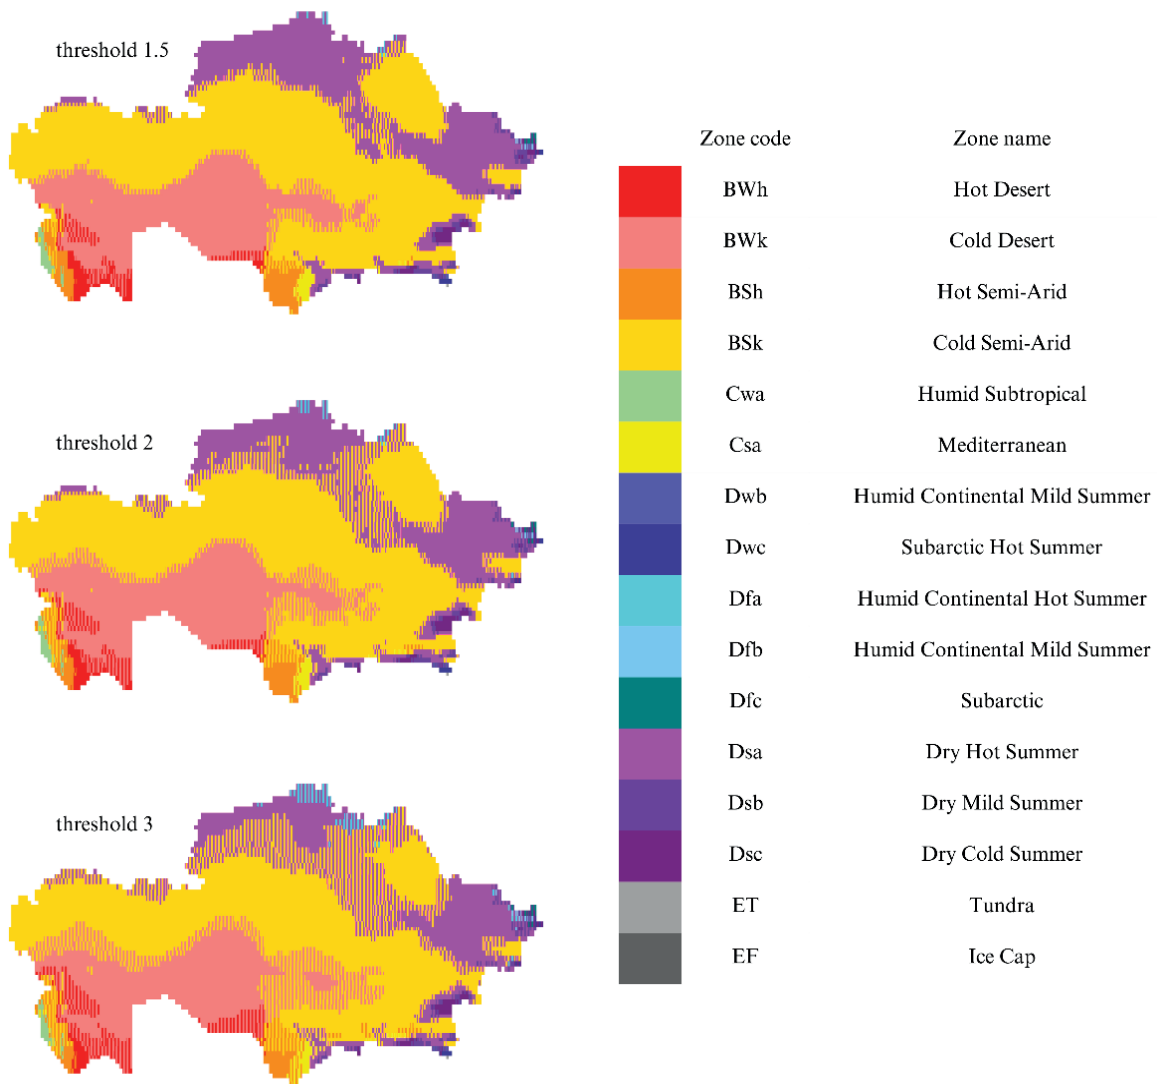 threshold 1.5
threshold 2
threshold 3
Zone code Zone name
BWh Hot Desert
BWk Cold Desert
BSh Hot Semi-Arid
BSk Cold Semi-Arid
Cwa Humid Subtropical
Csa Mediterranean
Dwb Humid Continental Mild Summer
Dwc Subarctic Hot Summer
Dfa Humid Continental Hot Summer
Dfb Humid Continental Mild Summer
Dfc Subarctic
Dsa Dry Hot Summer
Dsb Dry Mild Summer
Dsc Dry Cold Summer
ET Tundra
EF Ice Cap